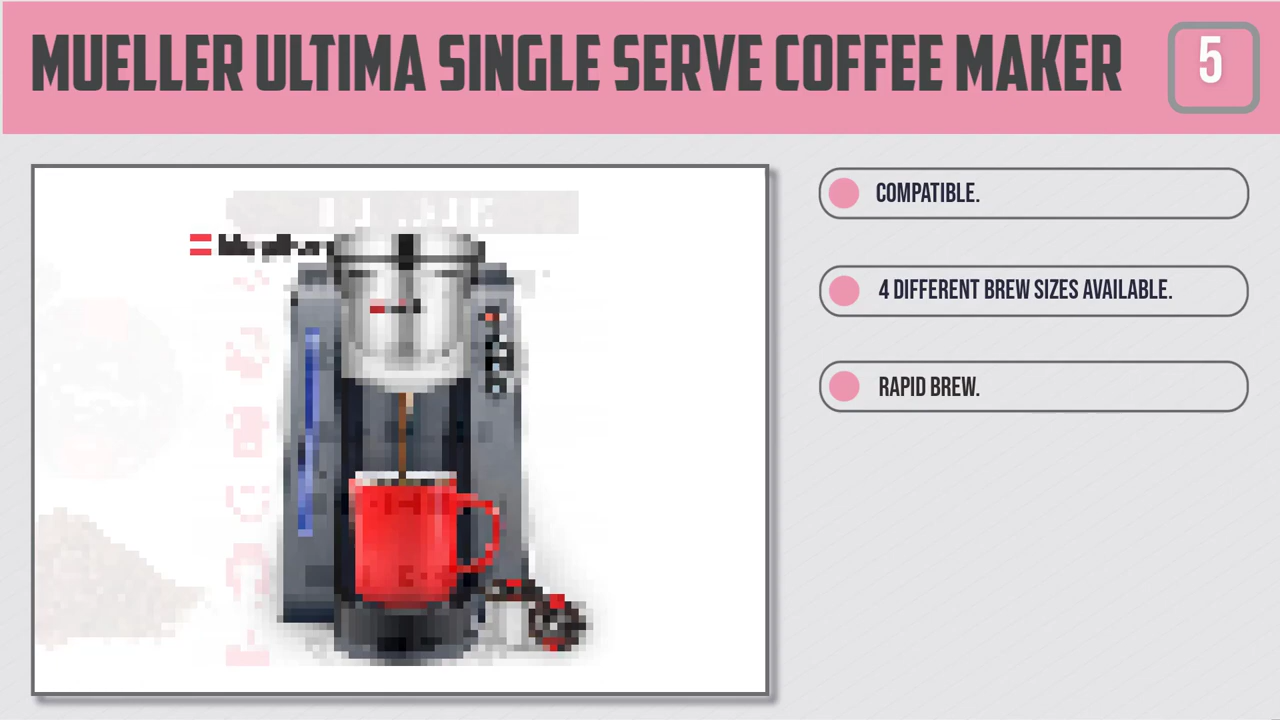 MUELLER ULTIMA SINGLE SERVE COFFEE MAKER
5
COMPATIBLE.
4 DIFFERENT BREW SIZES AVAILABLE.
RAPID BREW.